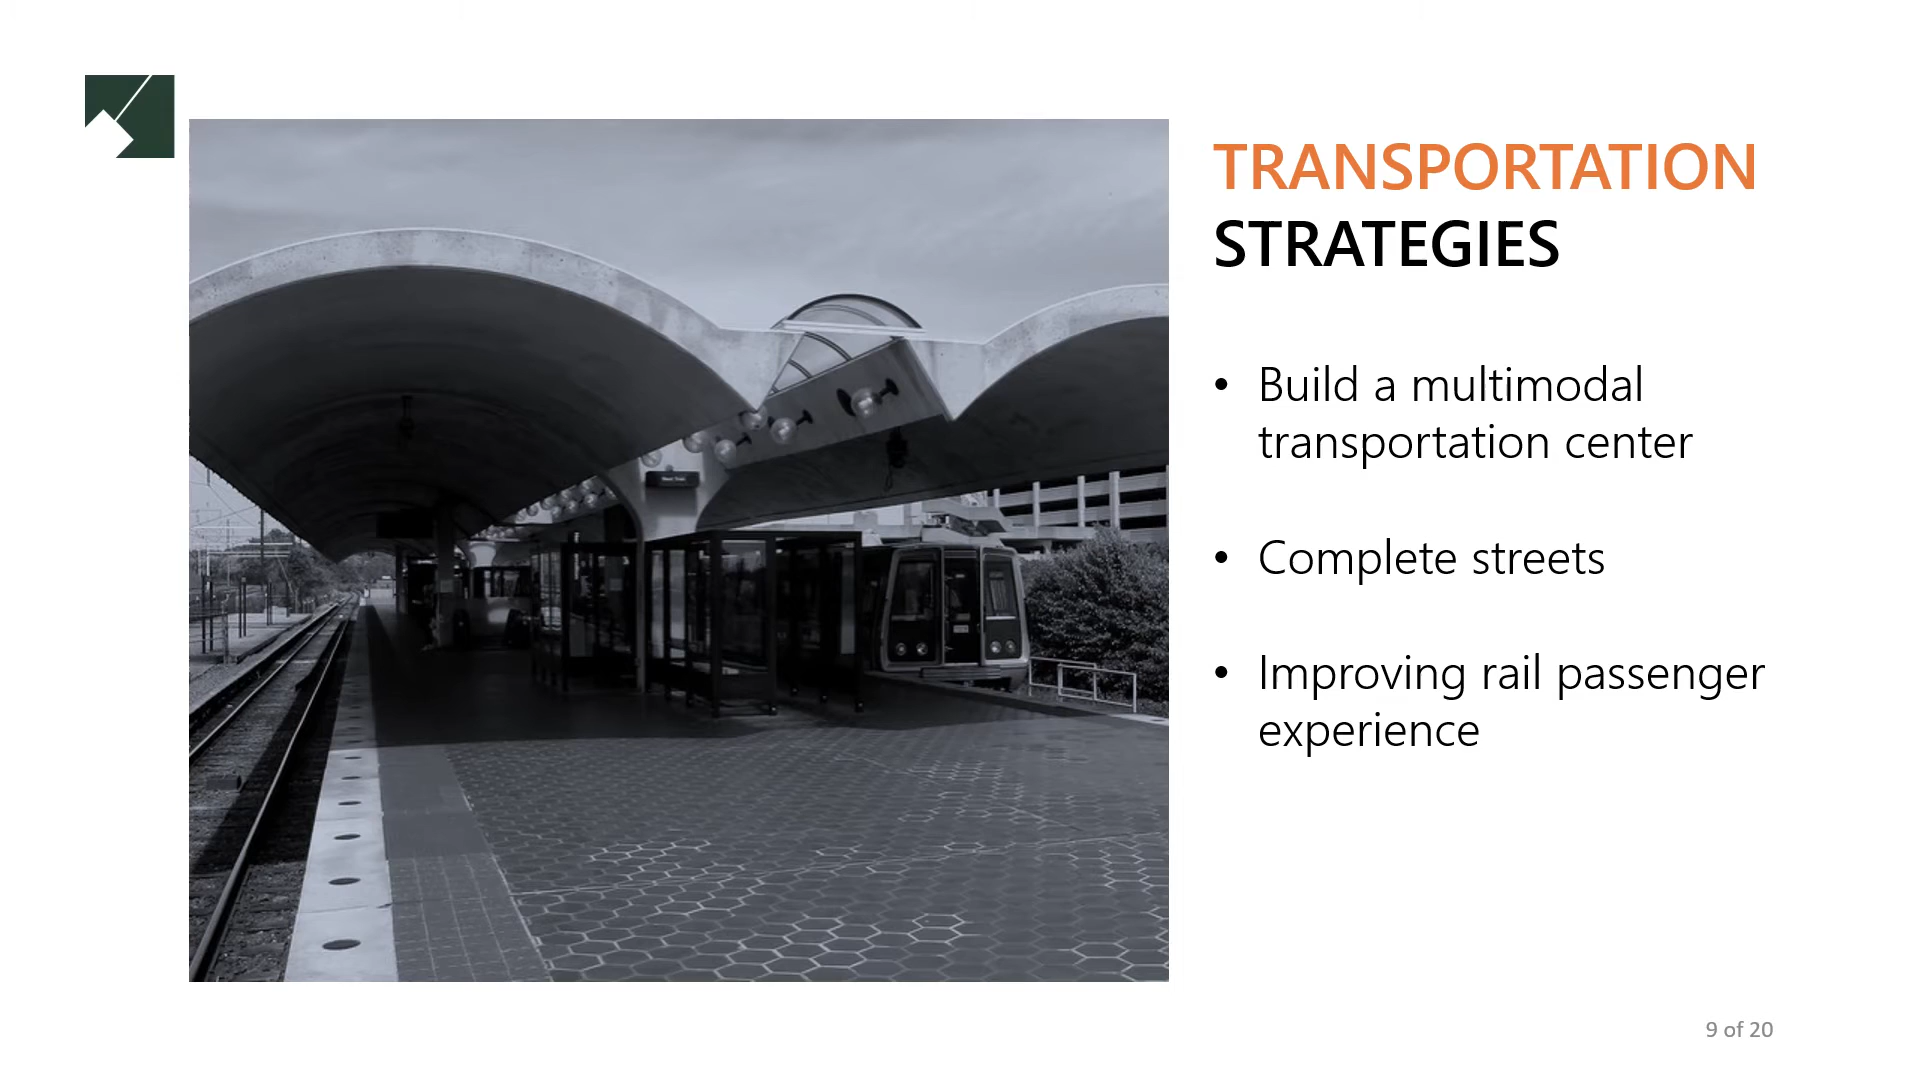 TRANSPORTATION
STRATEGIES
• Build a multimodal
transportation center
• Complete streets
• Improving rail passenger
experience
9 of 20